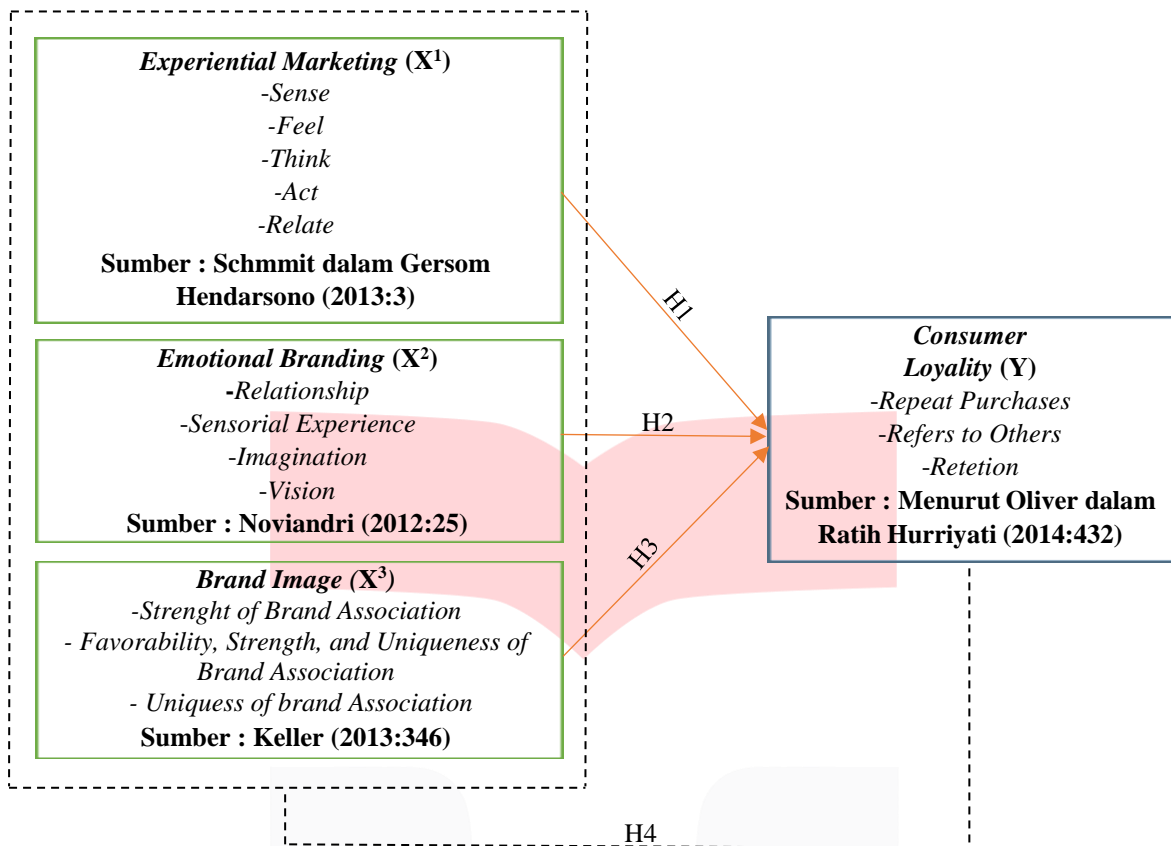 Experiential Marketing (X¹)
-Sense
-Feel
-Think
-Act
-Relate
Sumber : Schmmit dalam Gersom
Hendarsono (2013:3)
Emotional Branding (X²)
-Relationship
-Sensorial Experience
-Imagination
-Vision
Sumber : Noviandri (2012:25)
Brand Image (X³)
-Strenght of Brand Association
- Favorability, Strength, and Uniqueness of
Brand Association
- Uniquess of brand Association
Sumber : Keller (2013:346)
H1
H2
H3
Consumer
Loyality (Y)
-Repeat Purchases
-Refers to Others
-Retetion
Sumber : Menurut Oliver dalam
Ratih Hurriyati (2014:432)
H4